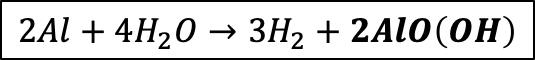 2Al + 4H₂O → 3H₂ + 2AlO(OH)